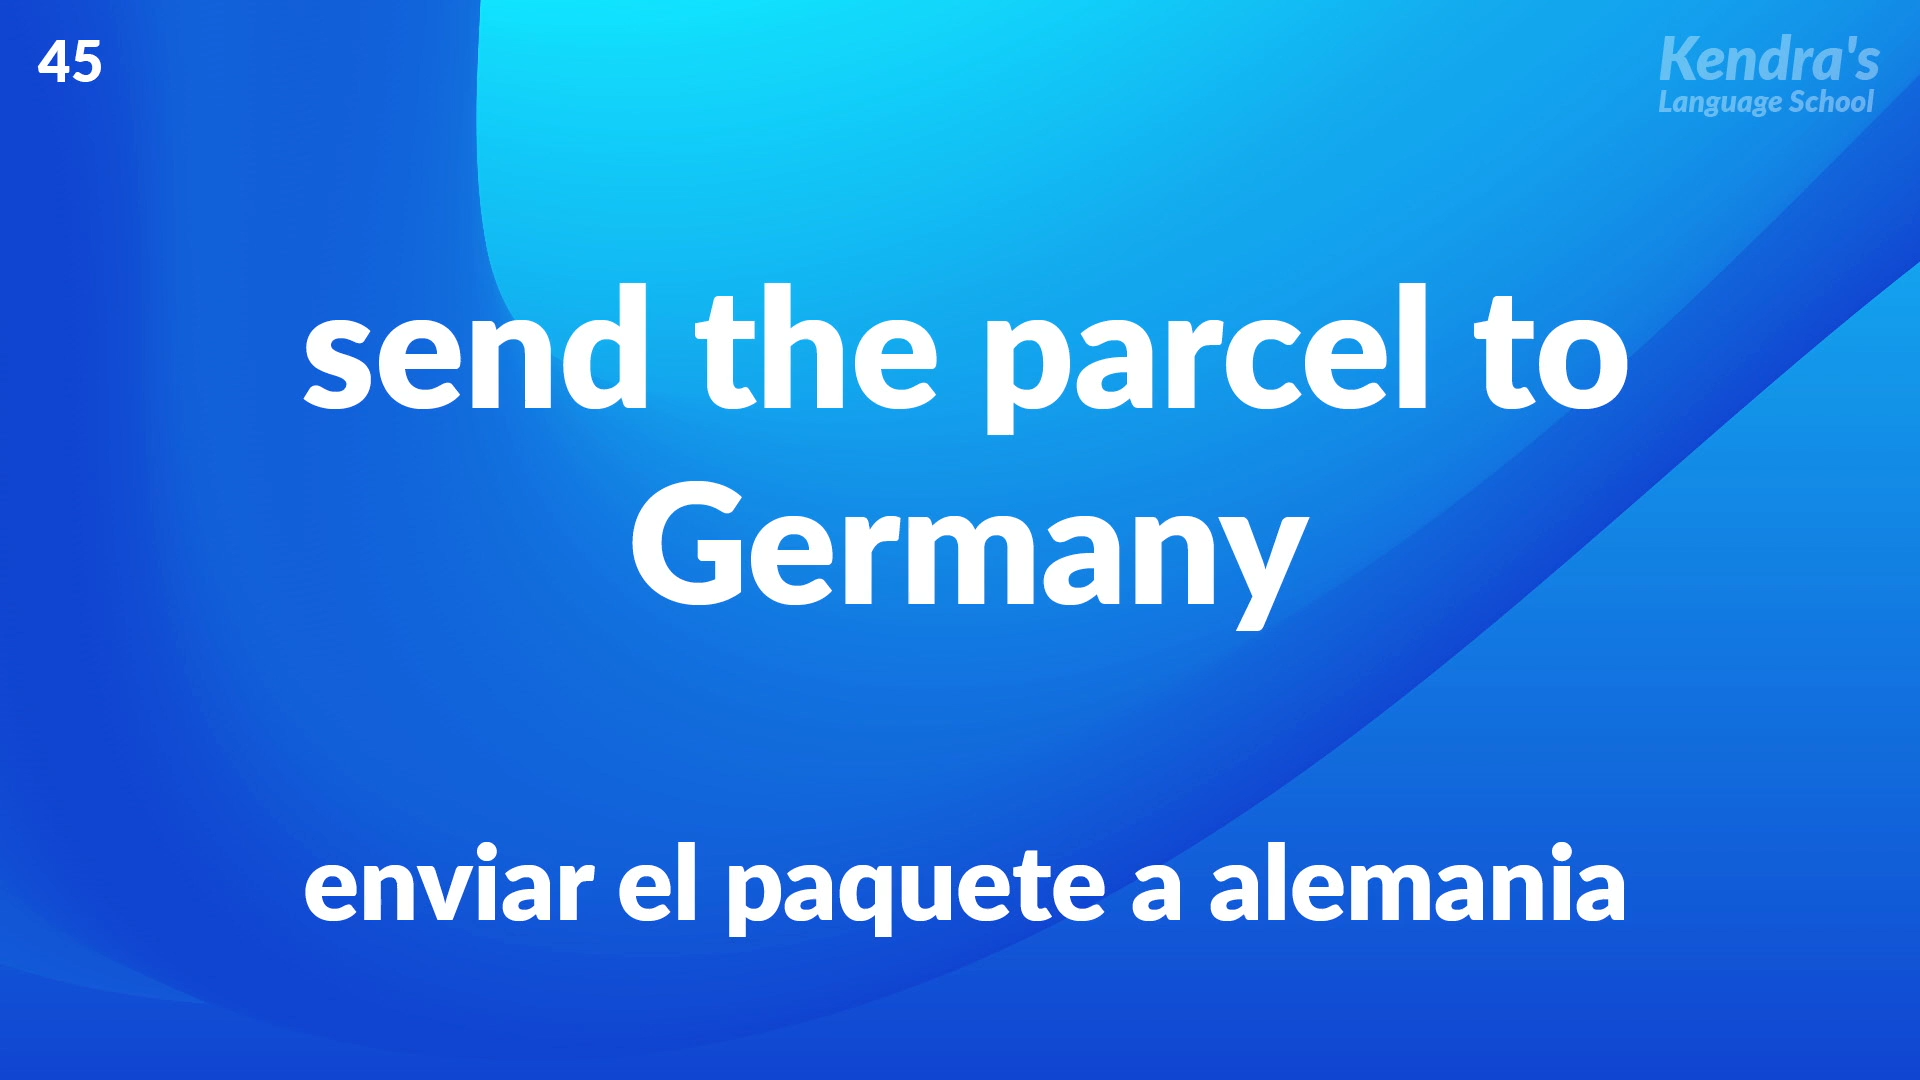 45
Kendra's
Language School
send the parcel to
Germany
enviar el paquete a alemania